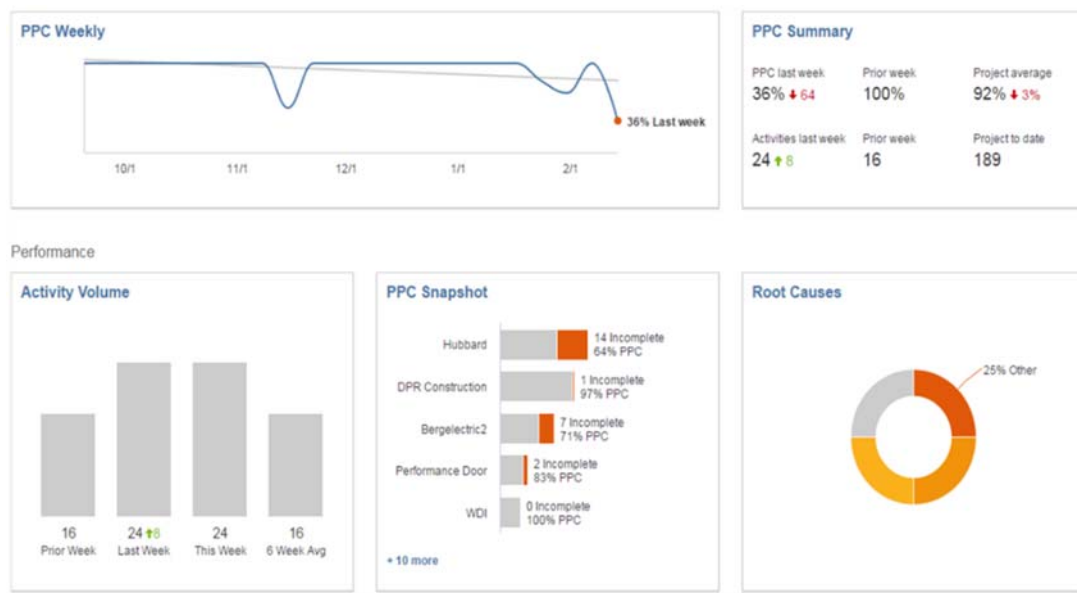 PPC Weekly
36% Last week
10/1 11/1 12/1 1/1 2/1
PPC Summary
PPC last week Prior week Project average
36% ↓ 64 100% 92% ↓ 3%
Activities last week Prior week Project to date
24 ↑ 8 16 189
Performance
Activity Volume
16 24 ↑8 24 16
Prior Week Last Week This Week 6 Week Avg
PPC Snapshot
Hubbard 14 Incomplete
64% PPC
DPR Construction 1 Incomplete
97% PPC
Bergelectric2 7 Incomplete
71% PPC
Performance Door 2 Incomplete
83% PPC
WDI 0 Incomplete
100% PPC
+ 10 more
Root Causes
25% Other